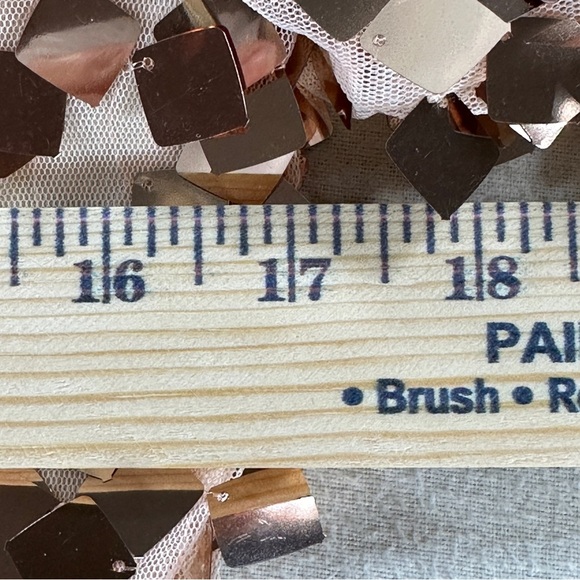 16 17 18
PAI
• Brush • R